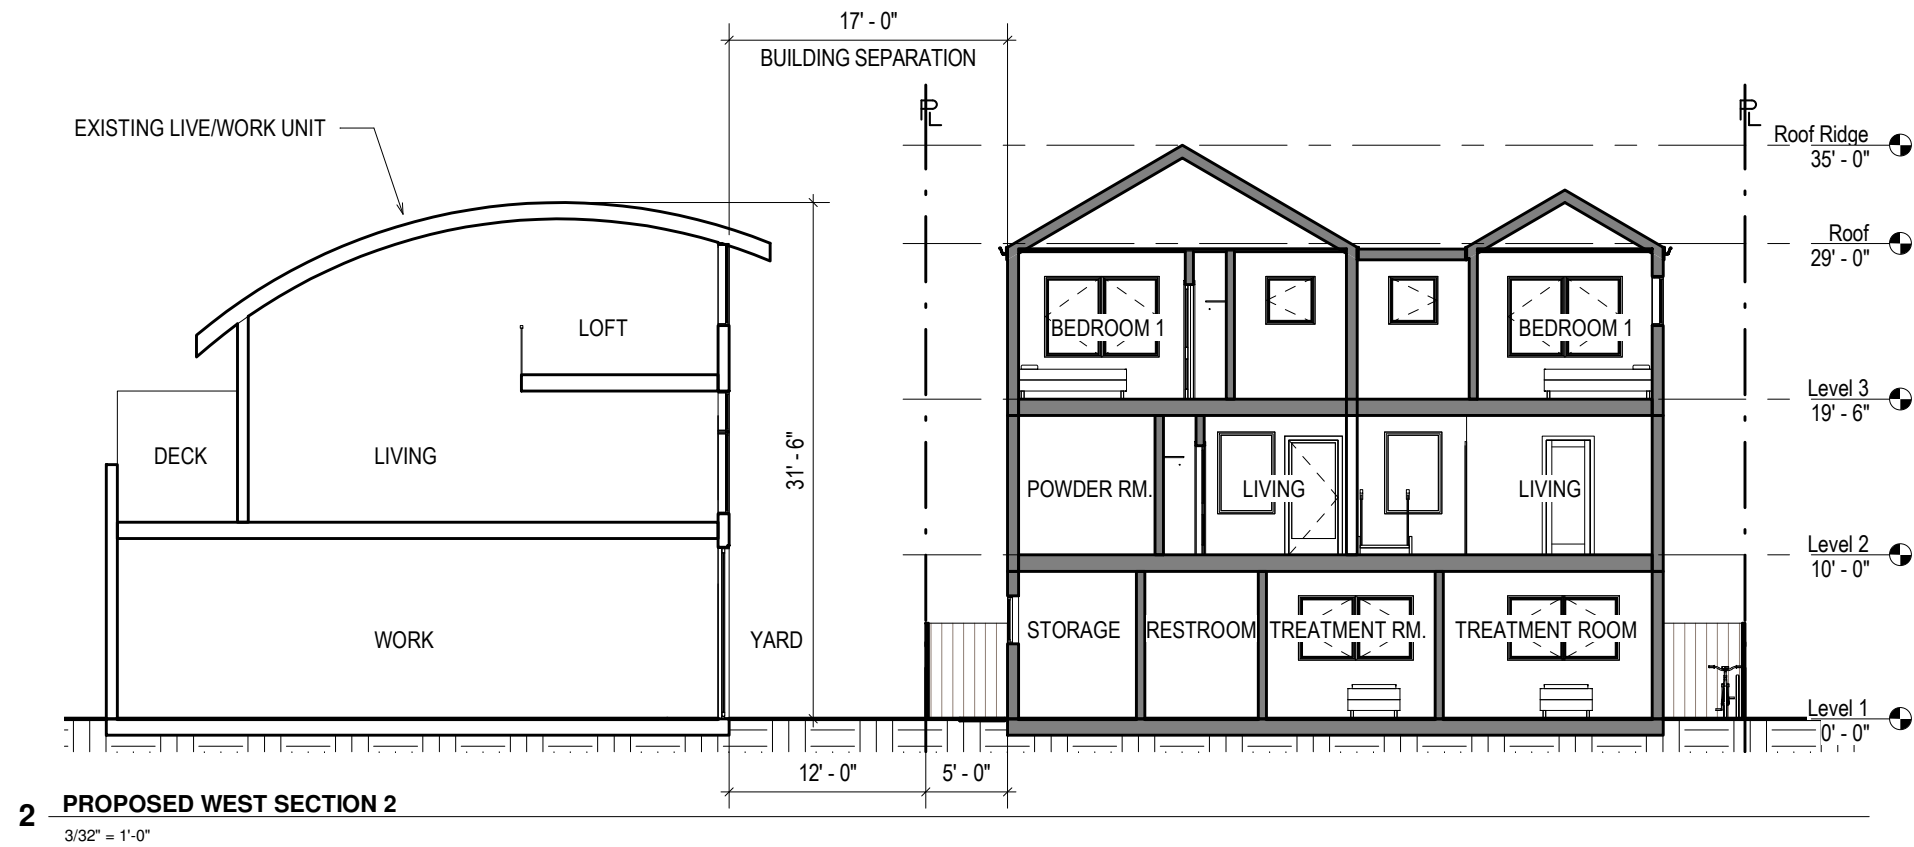 17' - 0"
BUILDING SEPARATION
EXISTING LIVE/WORK UNIT
PL
PL
Roof Ridge
35' - 0"
Roof
29' - 0"
LOFT
BEDROOM 1
BEDROOM 1
Level 3
19' - 6"
DECK
LIVING
31' - 6"
POWDER RM.
LIVING
LIVING
Level 2
10' - 0"
WORK
YARD
STORAGE
RESTROOM
TREATMENT RM.
TREATMENT ROOM
Level 1
0' - 0"
12' - 0"
5' - 0"
2
PROPOSED WEST SECTION 2
3/32" = 1'-0"